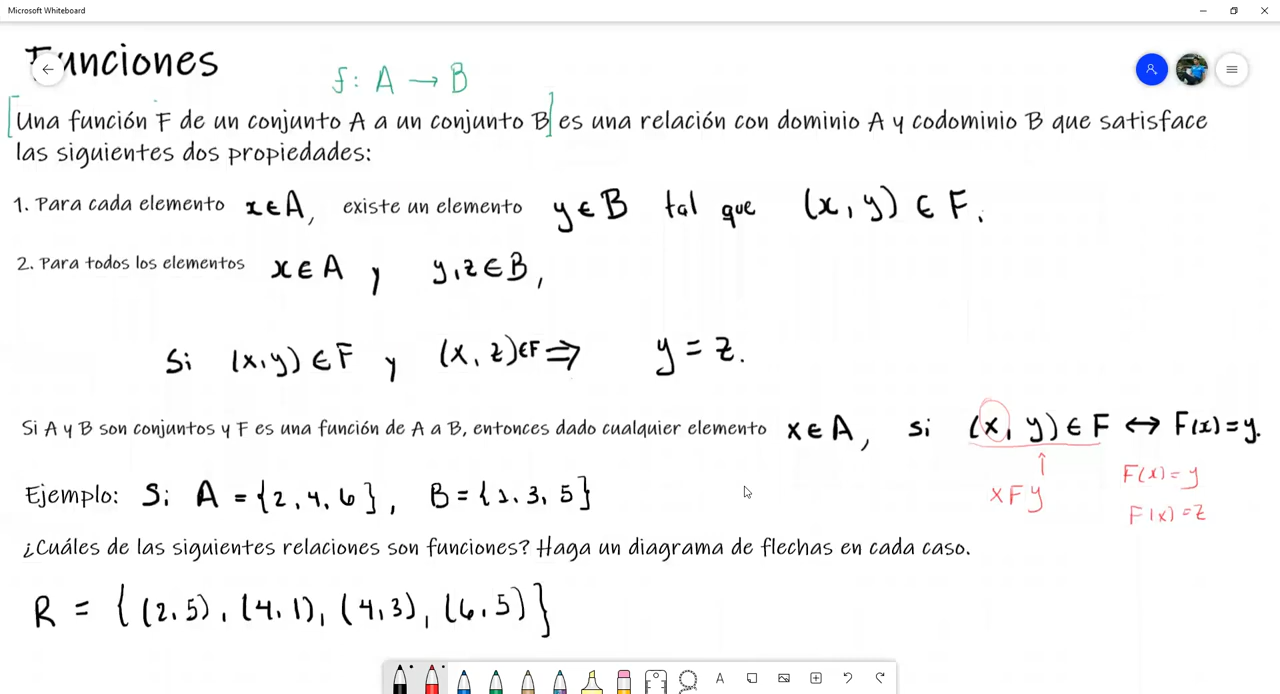 Microsoft Whiteboard
Funciones
f: A → B
[Una función F de un conjunto A a un conjunto B] es una relación con dominio A y codominio B que satisface
las siguientes dos propiedades:
1. Para cada elemento x ∈ A, existe un elemento y ∈ B tal que (x, y) ∈ F.
2. Para todos los elementos x ∈ A y y, z ∈ B,
Si (x, y) ∈ F y (x, z) ∈ F ⇒ y = z.
Si A y B son conjuntos y F es una función de A a B, entonces dado cualquier elemento x ∈ A, si (x, y) ∈ F ↔ F(x) = y.
↑
x F y
F(x) = y
F(x) = z
Ejemplo: Si A = {2, 4, 6}, B = {1, 3, 5}
¿Cuáles de las siguientes relaciones son funciones? Haga un diagrama de flechas en cada caso.
R = {(2, 5), (4, 1), (4, 3), (6, 5)}
A